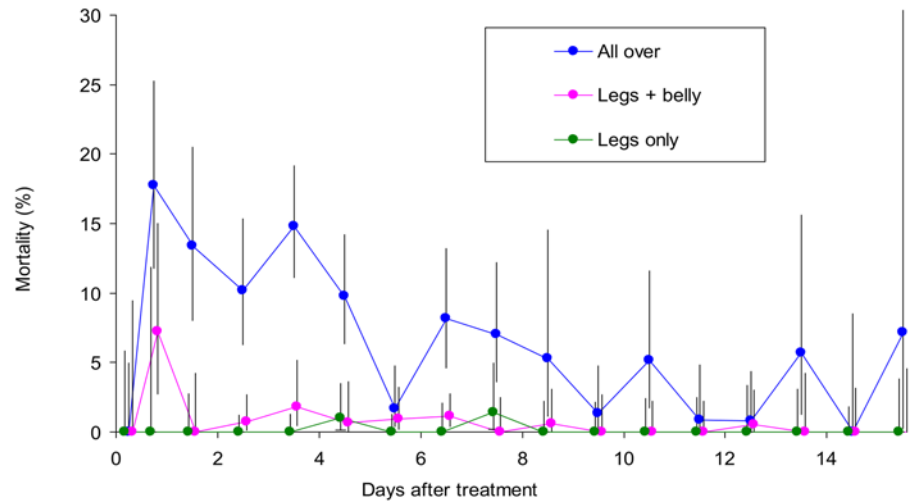 30
25
20
15
10
5
0
Mortality (%)
All over
Legs + belly
Legs only
0 2 4 6 8 10 12 14
Days after treatment